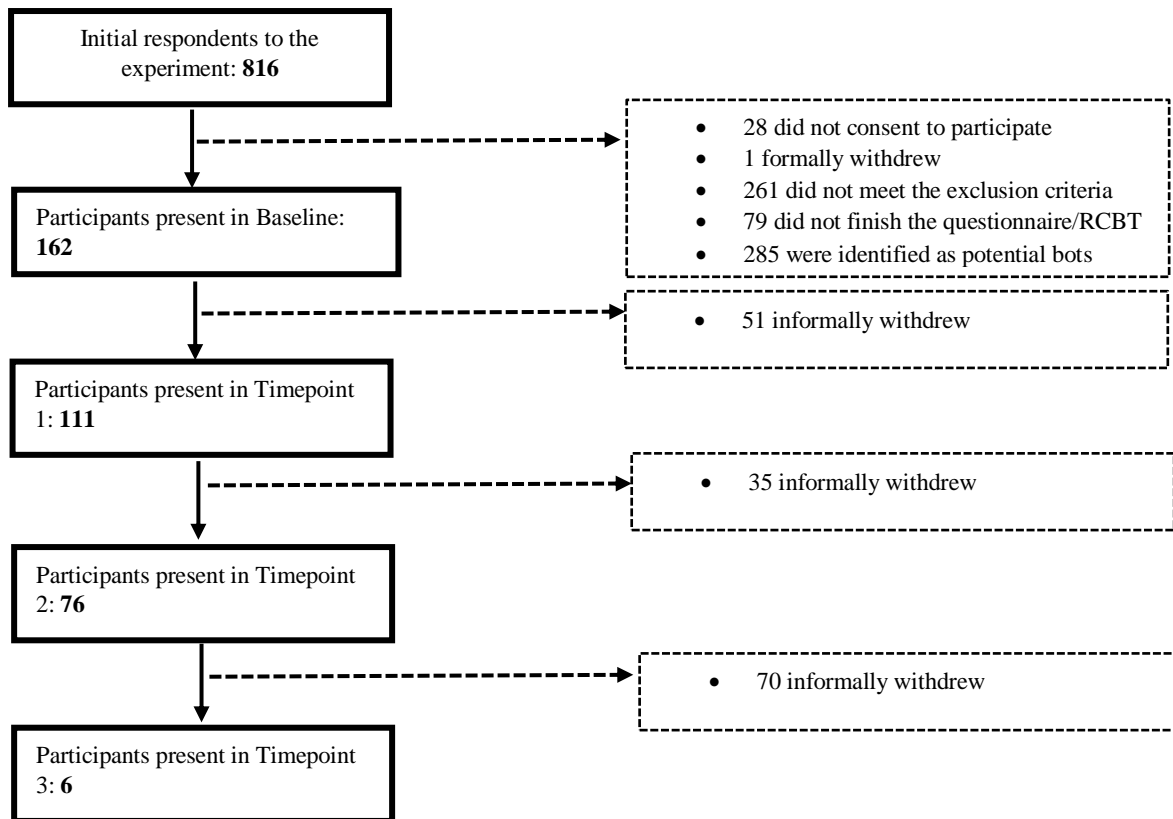 Initial respondents to the
experiment: 816
• 28 did not consent to participate
• 1 formally withdrew
• 261 did not meet the exclusion criteria
• 79 did not finish the questionnaire/RCBT
• 285 were identified as potential bots
Participants present in Baseline:
162
• 51 informally withdrew
Participants present in Timepoint
1: 111
• 35 informally withdrew
Participants present in Timepoint
2: 76
• 70 informally withdrew
Participants present in Timepoint
3: 6